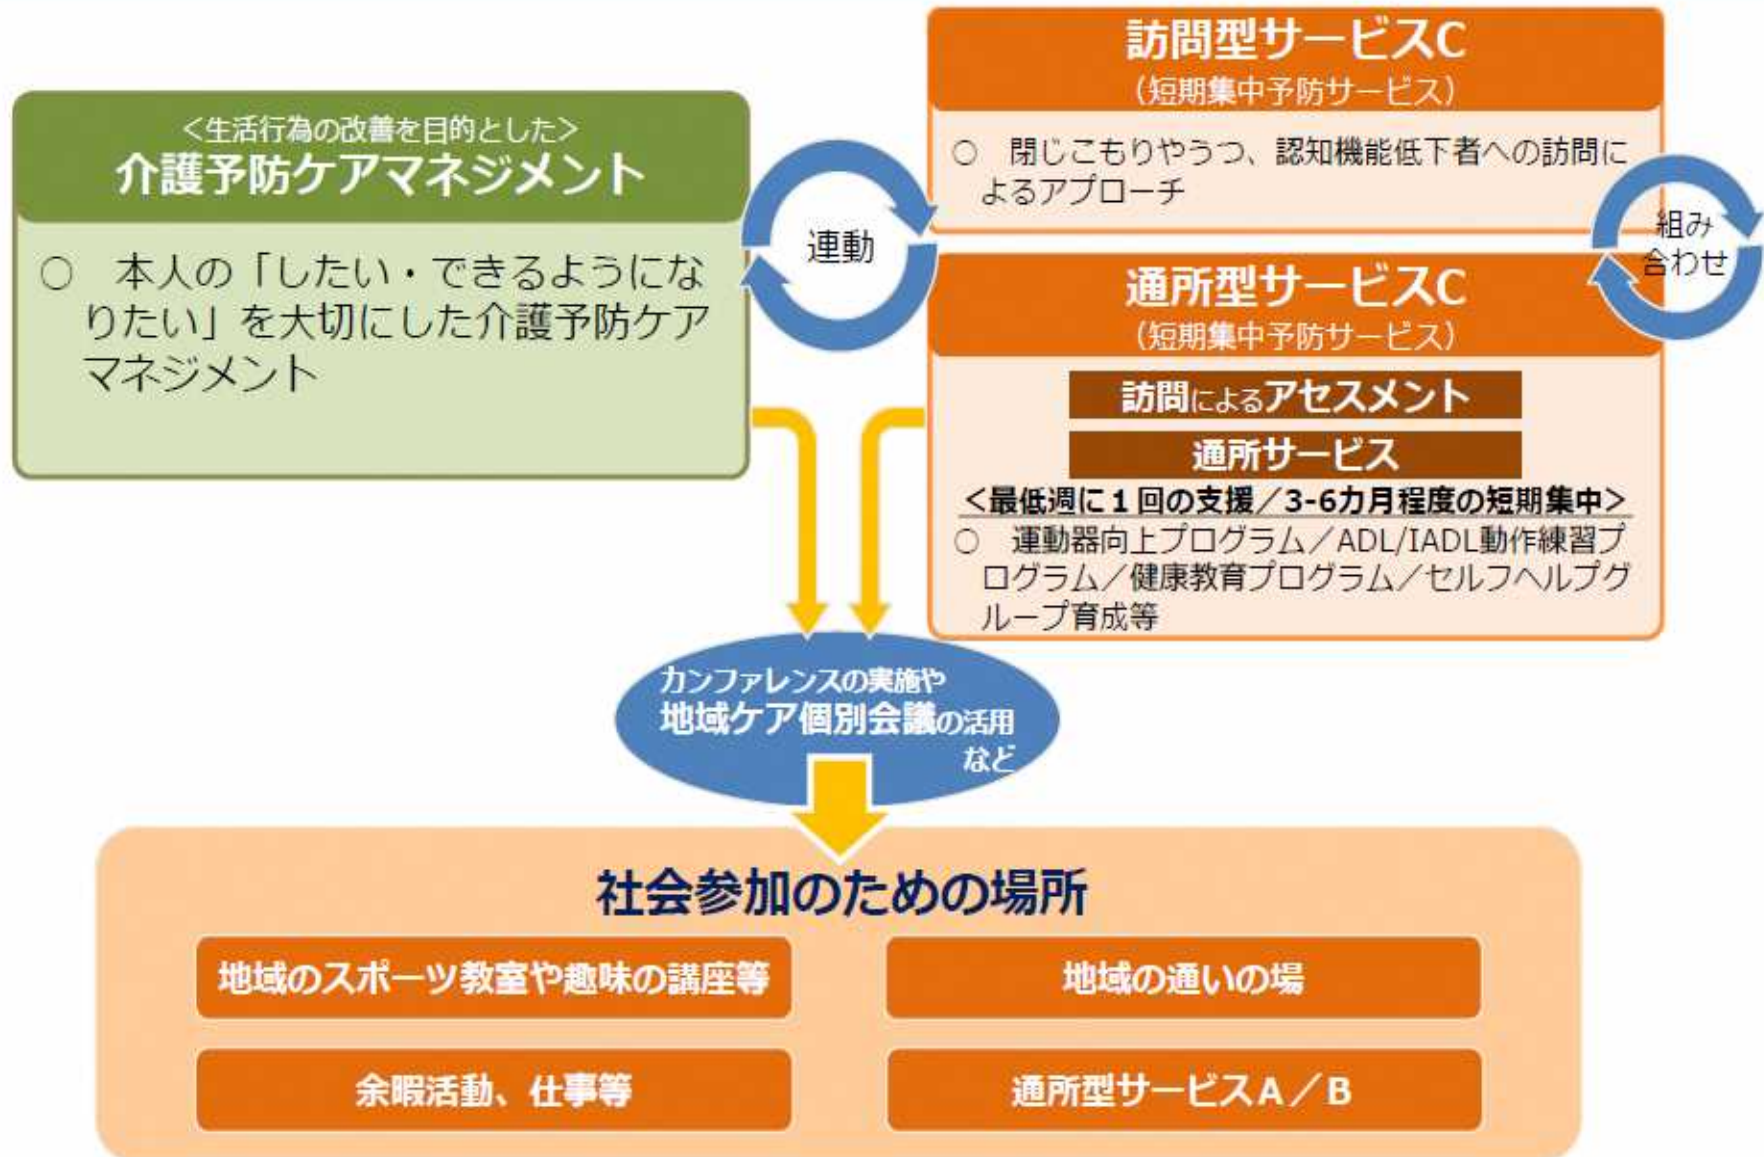 <生活行為の改善を目的とした>
介護予防ケアマネジメント
○ 本人の「したい・できるようにな
りたい」を大切にした介護予防ケア
マネジメント
連動
訪問型サービスC
(短期集中予防サービス)
○ 閉じこもりやうつ、認知機能低下者への訪問に
よるアプローチ
組み
合わせ
通所型サービスC
(短期集中予防サービス)
訪問によるアセスメント
通所サービス
<最低週に1回の支援/3-6カ月程度の短期集中>
○ 運動器向上プログラム/ADL/IADL動作練習プ
ログラム/健康教育プログラム/セルフヘルプグ
ループ育成等
カンファレンスの実施や
地域ケア個別会議の活用
など
社会参加のための場所
地域のスポーツ教室や趣味の講座等
地域の通いの場
余暇活動、仕事等
通所型サービスA/B